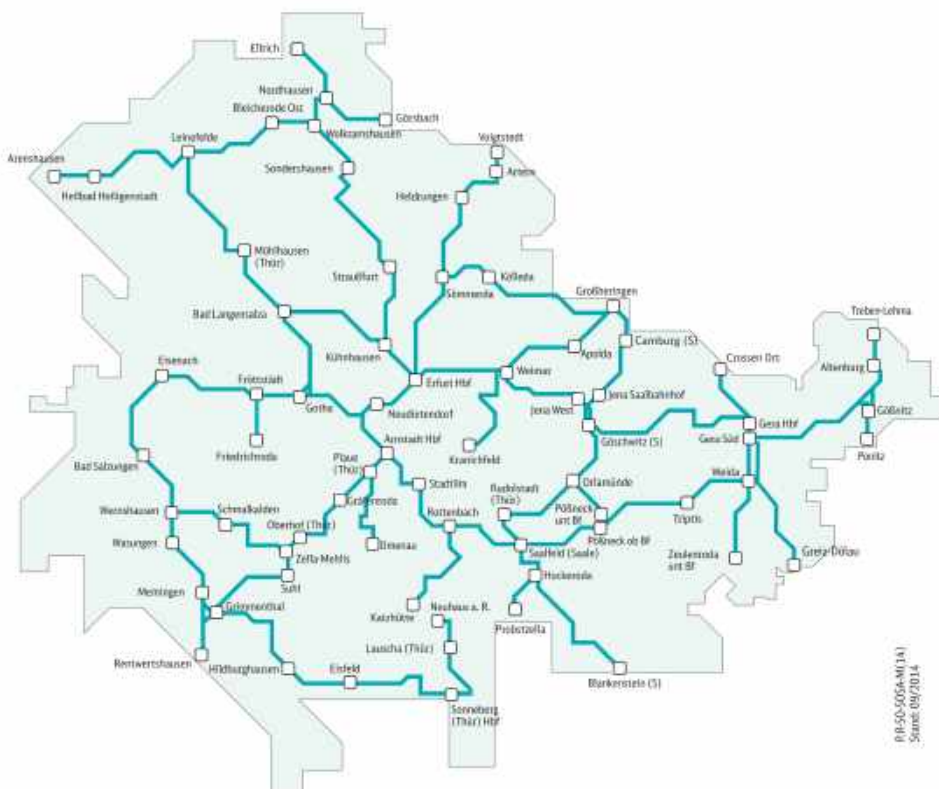 Ellrich
Nordhausen
Bleicherode Ost
Görsbach
Wolkramshausen
Leinefelde
Voigtstedt
Arenshausen
Sondershausen
Artern
Heilbad Heiligenstadt
Heldrungen
Mühlhausen
(Thür)
Straußfurt
Kölleda
Sömmerda
Großheringen
Bad Langensalza
Treben-Lehma
Camburg (S)
Kühnhausen
Apolda
Crossen Ort
Eisenach
Altenburg
Fröttstädt
Erfurt Hbf
Weimar
Gotha
Neudietendorf
Jena West
Jena Saalbahnhof
Gößnitz
Gera Hbf
Arnstadt Hbf
Göschwitz (S)
Gera Süd
Friedrichroda
Kranichfeld
Ponitz
Bad Salzungen
Plaue
(Thür)
Stadtilm
Orlamünde
Weida
Gräfenroda
Rudolstadt
(Thür)
Wernshausen
Schmalkalden
Rottenbach
Pößneck
unt Bf
Triptis
Oberhof (Thür)
Pößneck ob Bf
Wasungen
Ilmenau
Saalfeld (Saale)
Zella-Mehlis
Zeulenroda
unt Bf
Greiz-Dölau
Hockeroda
Suhl
Meiningen
Grimmenthal
Katzhütte
Neuhaus a. R.
Probstzella
Lauscha (Thür)
Rentwertshausen
Hildburghausen
Eisfeld
Blankenstein (S)
Sonneberg
(Thür) Hbf
P.R-SO-SOSA-M(14)
Stand: 09/2014